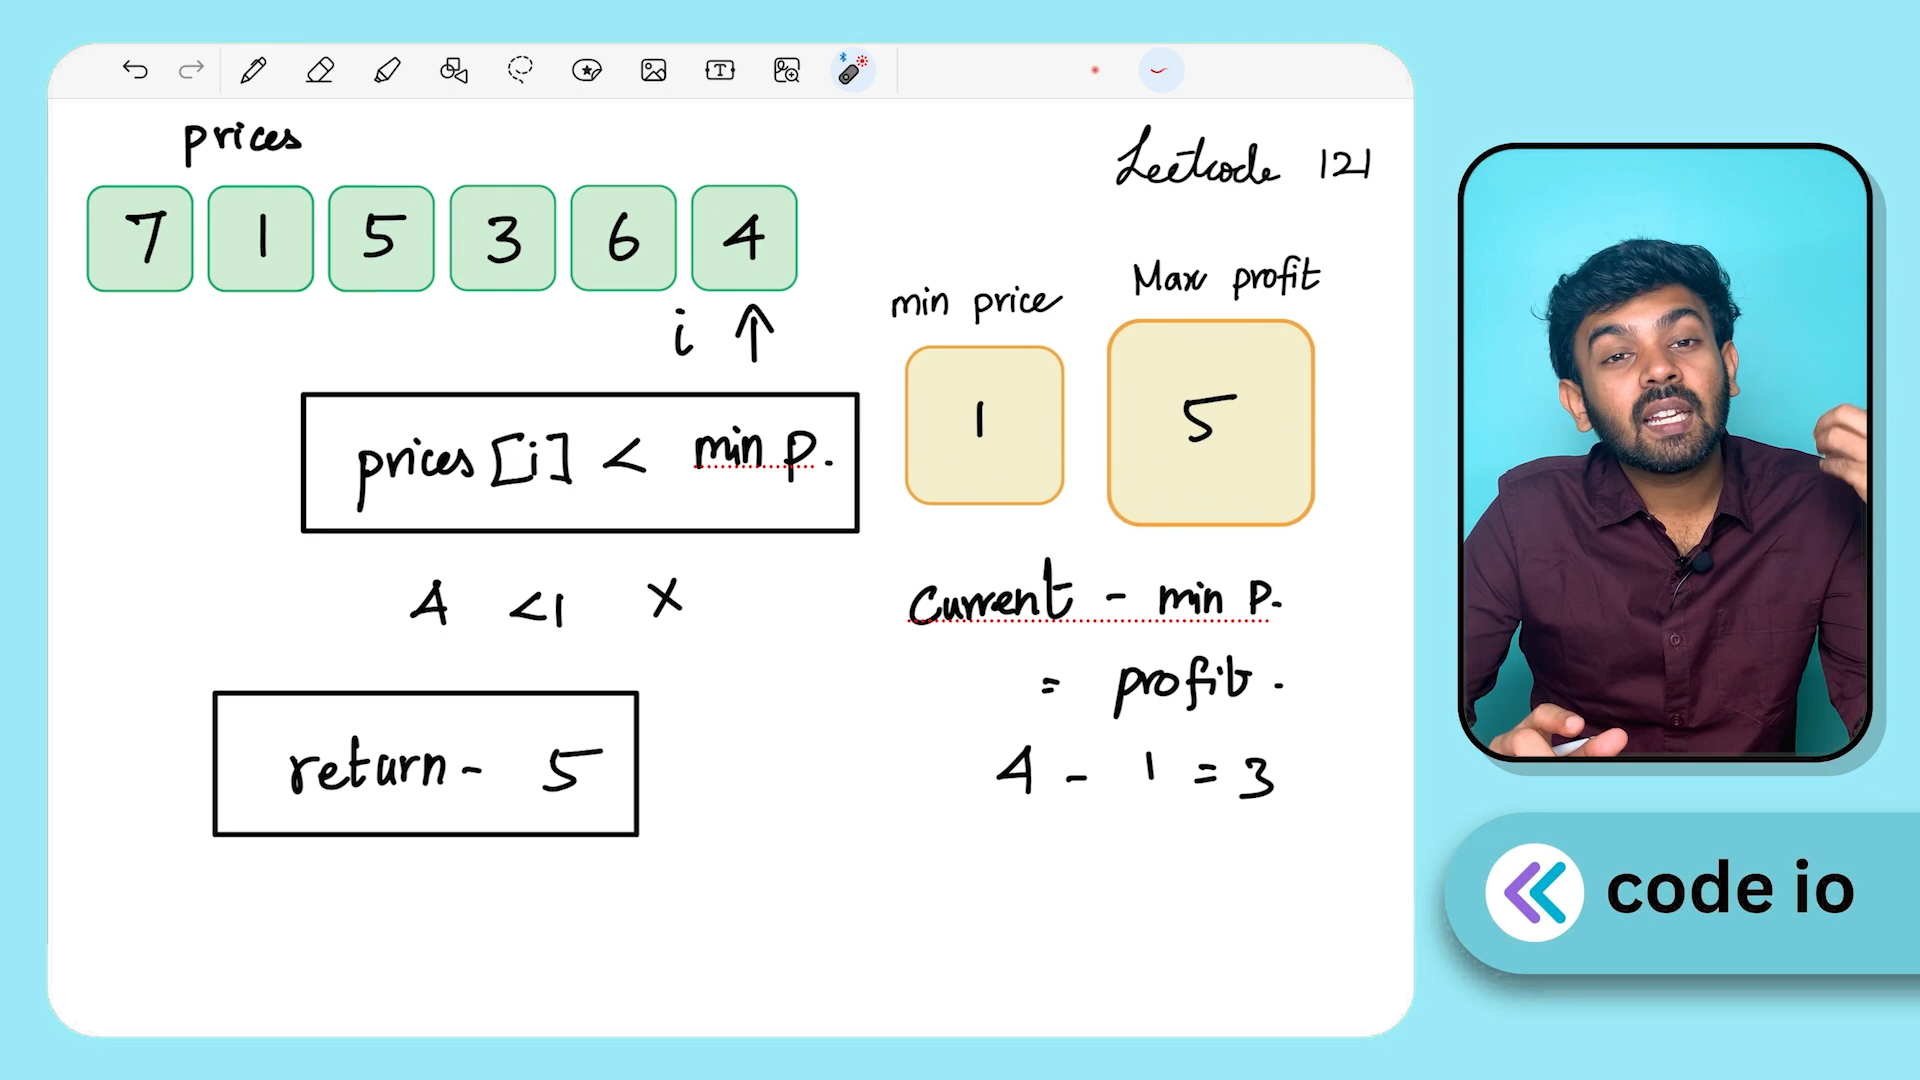 prices
Leetcode 121
7 1 5 3 6 4
Max profit
min price
i ↑
prices [i] < min p.
1
5
4 <1 X
Current - min P.
= profit.
return - 5
4 - 1 = 3
code io